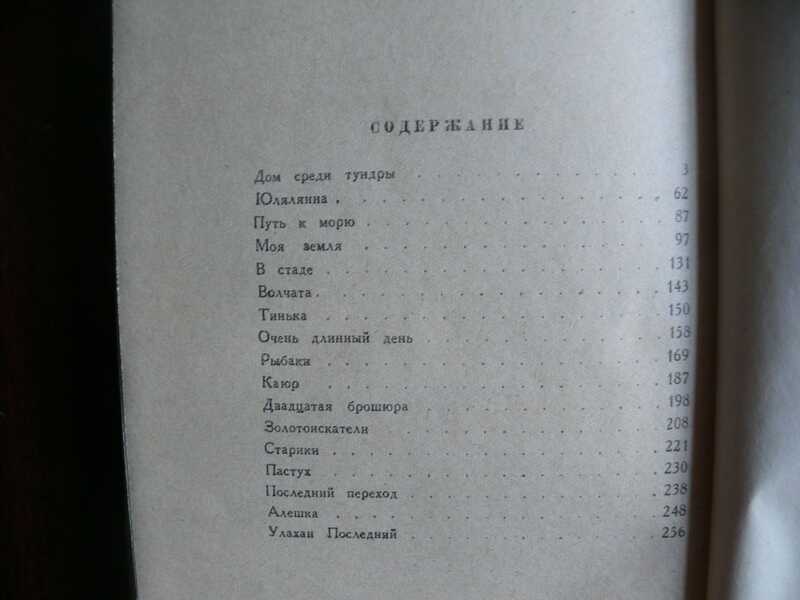 СОДЕРЖАНИЕ
Дом среди тундры . . . . . . . . . . . . 3
Юлялянна . . . . . . . . . . . . . . 62
Путь к морю . . . . . . . . . . . . . 87
Моя земля . . . . . . . . . . . . . 97
В стаде . . . . . . . . . . . . . . 131
Волчата . . . . . . . . . . . . . . 143
Тинька . . . . . . . . . . . . . . 150
Очень длинный день . . . . . . . . . . 158
Рыбаки . . . . . . . . . . . . . . 169
Каюр . . . . . . . . . . . . . . 187
Двадцатая брошюра . . . . . . . . . . 198
Золотоискатели . . . . . . . . . . . 208
Старики . . . . . . . . . . . . . . 221
Пастух . . . . . . . . . . . . . . 230
Последний переход . . . . . . . . . . 238
Алешка . . . . . . . . . . . . . . 248
Улахан Последний . . . . . . . . . . 256